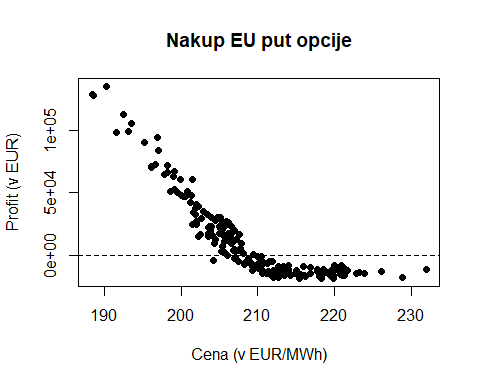 Nakup EU put opcije
Profit (v EUR)
1e+05
5e+04
0e+00
190 200 210 220 230
Cena (v EUR/MWh)